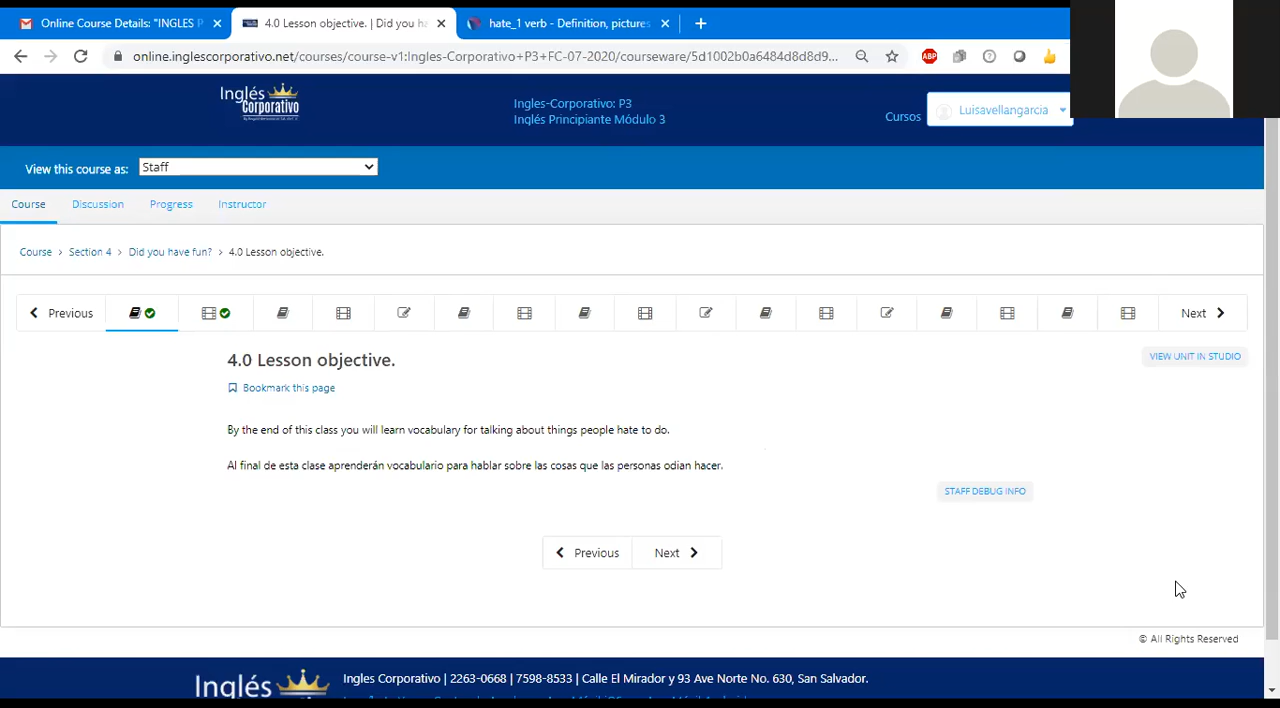 Online Course Details: "INGLES P
4.0 Lesson objective. | Did you ha
hate_1 verb - Definition, pictures
online.inglescorporativo.net/courses/course-v1:Ingles-Corporativo+P3+FC-07-2020/courseware/5d1002b0a6484d8d8d9...
ABP
Inglés
Corporativo
Ingles-Corporativo: P3
Inglés Principiante Módulo 3
Cursos
Luisavellangarcia
View this course as:
Staff
Course
Discussion
Progress
Instructor
Course > Section 4 > Did you have fun? > 4.0 Lesson objective.
Previous
Next
4.0 Lesson objective.
VIEW UNIT IN STUDIO
Bookmark this page
By the end of this class you will learn vocabulary for talking about things people hate to do.
Al final de esta clase aprenderán vocabulario para hablar sobre las cosas que las personas odian hacer.
STAFF DEBUG INFO
Previous
Next
© All Rights Reserved
Inglés
Ingles Corporativo | 2263-0668 | 7598-8533 | Calle El Mirador y 93 Ave Norte No. 630, San Salvador.